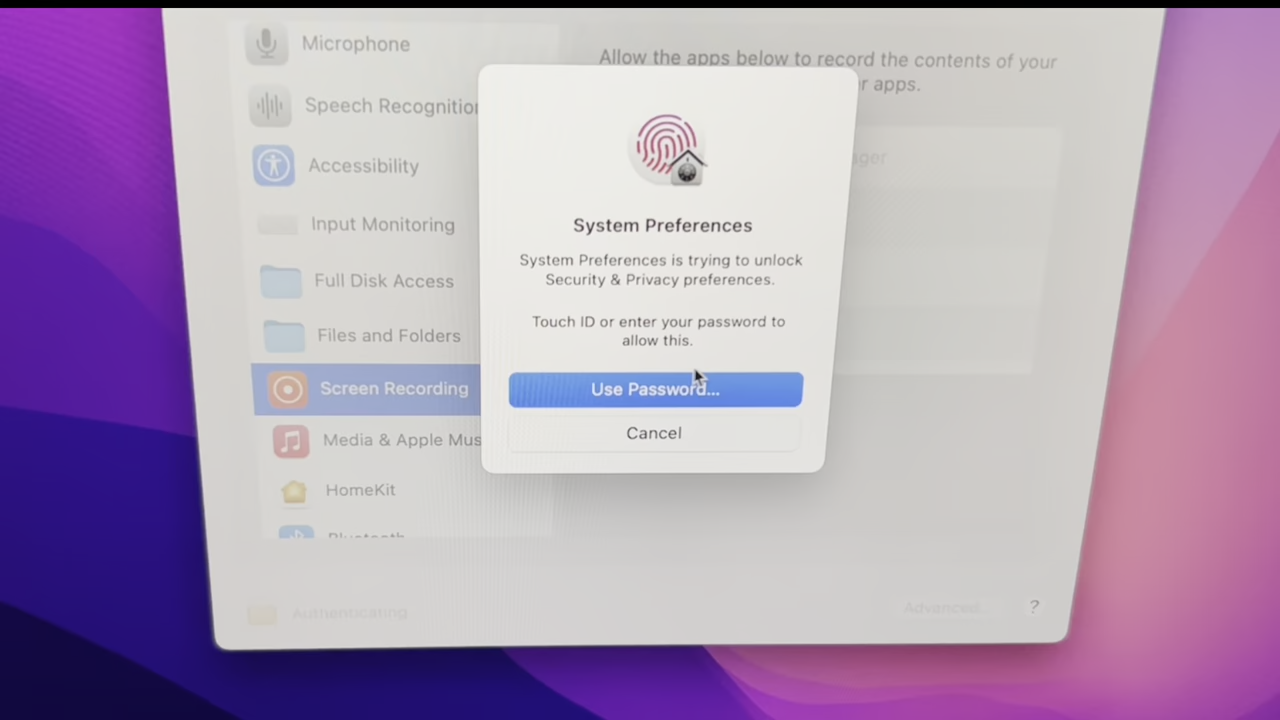 Microphone
Allow the apps below to record the contents of your
r apps.
Speech Recognition
ager
Accessibility
Input Monitoring
System Preferences
System Preferences is trying to unlock
Security & Privacy preferences.
Full Disk Access
Touch ID or enter your password to
allow this.
Files and Folders
Screen Recording
Use Password...
Media & Apple Mus
Cancel
HomeKit
Bluetooth
Authenticating...
Advanced...
?